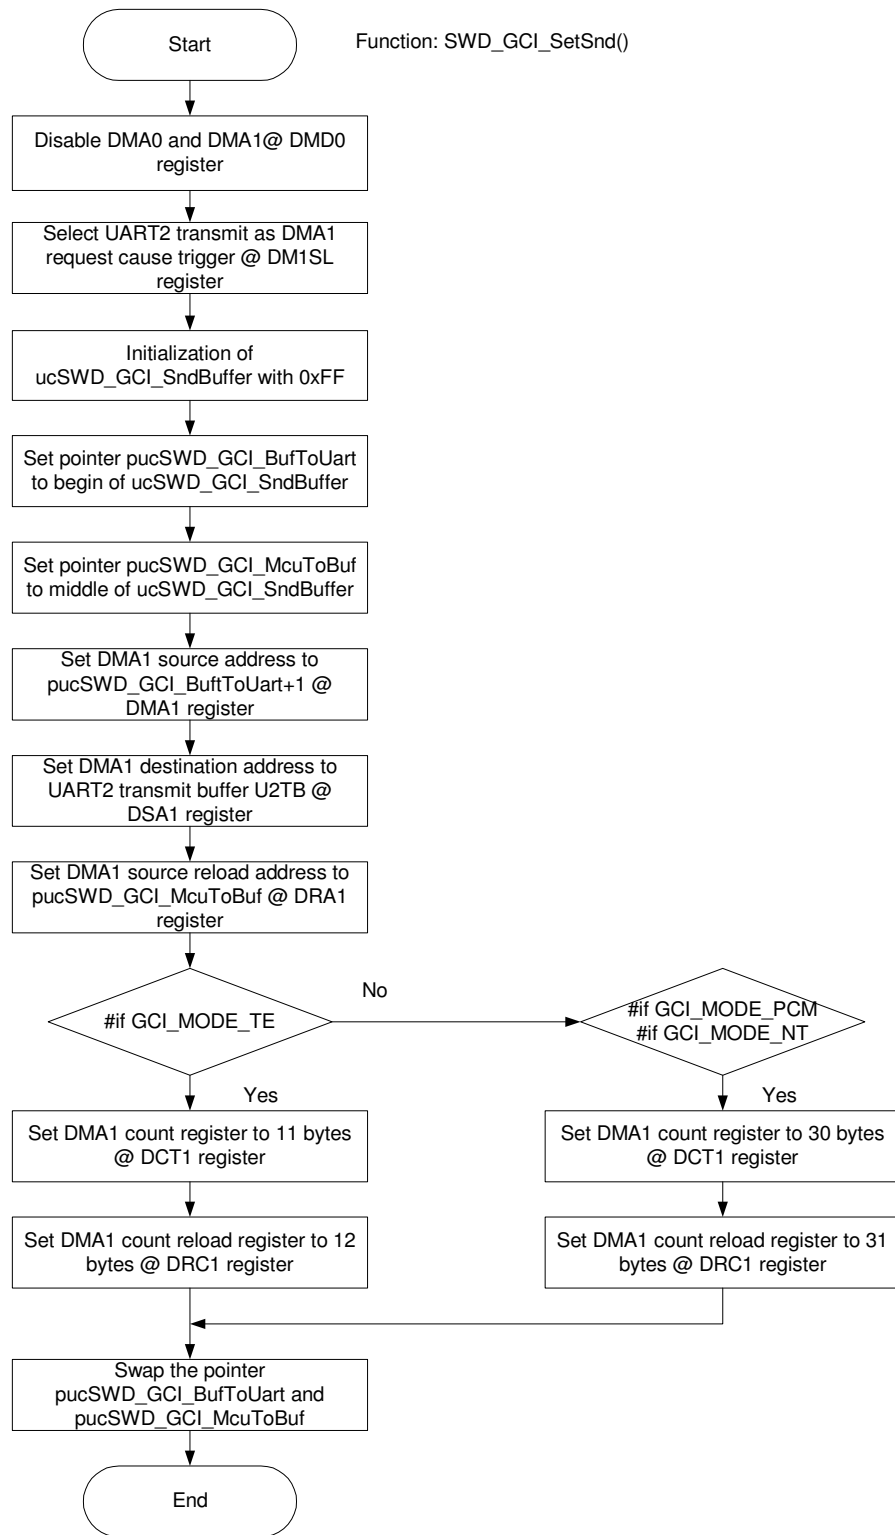 Start
Function: SWD_GCI_SetSnd()
Disable DMA0 and DMA1@ DMD0
register
Select UART2 transmit as DMA1
request cause trigger @ DM1SL
register
Initialization of
ucSWD_GCI_SndBuffer with 0xFF
Set pointer pucSWD_GCI_BufToUart
to begin of ucSWD_GCI_SndBuffer
Set pointer pucSWD_GCI_McuToBuf
to middle of ucSWD_GCI_SndBuffer
Set DMA1 source address to
pucSWD_GCI_BuftToUart+1 @
DMA1 register
Set DMA1 destination address to
UART2 transmit buffer U2TB @
DSA1 register
Set DMA1 source reload address to
pucSWD_GCI_McuToBuf @ DRA1
register
#if GCI_MODE_TE
No
#if GCI_MODE_PCM
#if GCI_MODE_NT
Yes
Yes
Set DMA1 count register to 11 bytes
@ DCT1 register
Set DMA1 count register to 30 bytes
@ DCT1 register
Set DMA1 count reload register to 12
bytes @ DRC1 register
Set DMA1 count reload register to 31
bytes @ DRC1 register
Swap the pointer
pucSWD_GCI_BufToUart and
pucSWD_GCI_McuToBuf
End